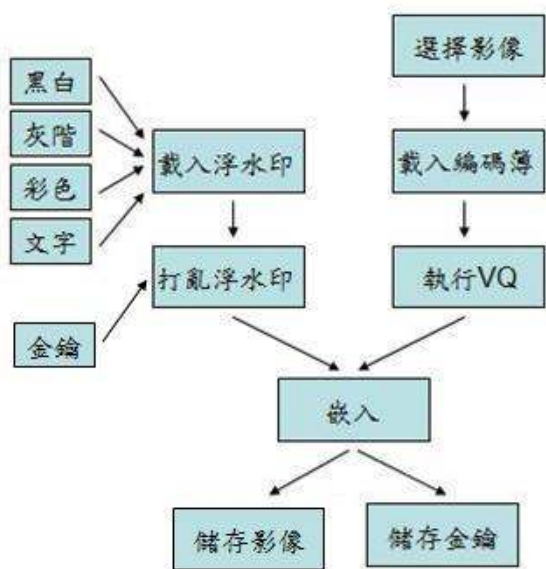 選擇影像
黑白
灰階
載入浮水印
載入編碼簿
彩色
文字
打亂浮水印
執行VQ
金鑰
嵌入
儲存影像
儲存金鑰